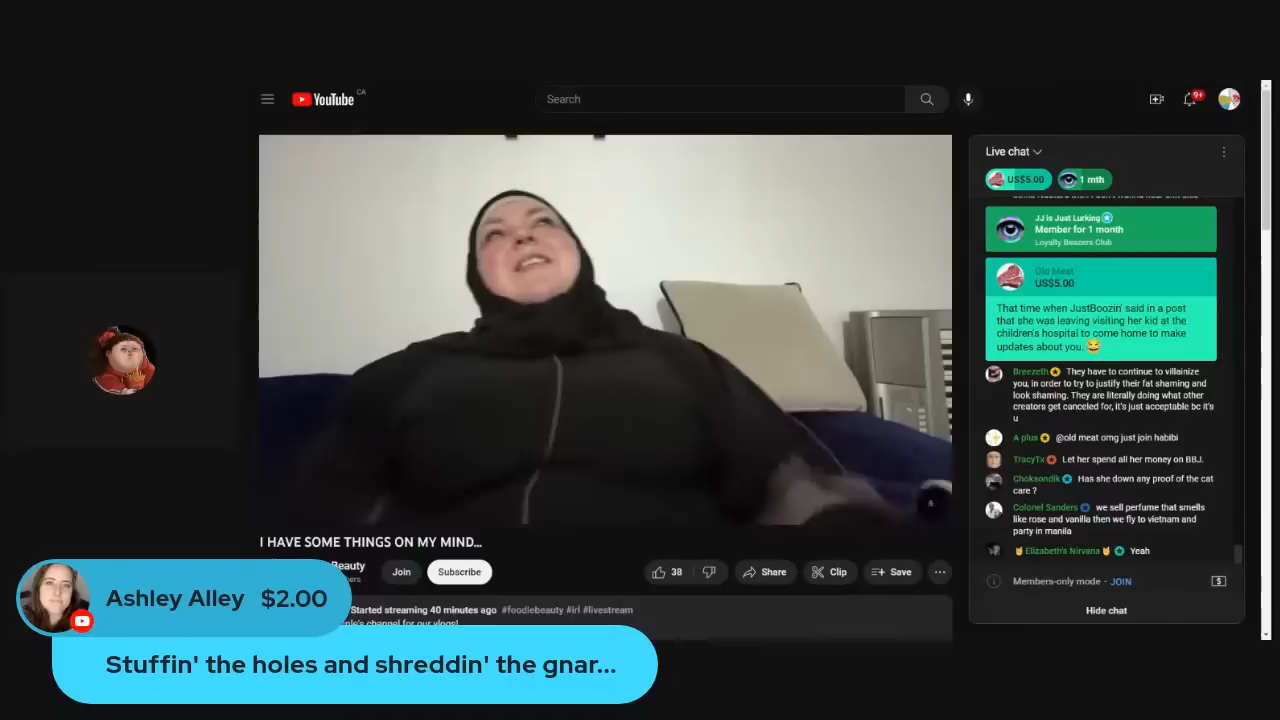 YouTube CA
Search
9+
Live chat
US$5.00
1 mth
JJ is Just Lurking
Member for 1 month
Loyalty Beazers Club
Old Meat
US$5.00
That time when JustBoozin' said in a post
that she was leaving visiting her kid at the
children's hospital to come home to make
updates about you. 😂
Breezeth They have to continue to villainize
you, in order to try to justify their fat shaming and
look shaming. They are literally doing what other
creators get canceled for, it's just acceptable bc it's
u
A plus @old meat omg just join habibi
TracyTx Let her spend all her money on BBJ.
Choksondik Has she down any proof of the cat
care ?
Colonel Sanders we sell perfume that smells
like rose and vanilla then we fly to vietnam and
party in manila
🤘Elizabeth's Nirvana🤘 Yeah
Members-only mode - JOIN
Hide chat
I HAVE SOME THINGS ON MY MIND...
Beauty
Join
Subscribe
38
Share
Clip
Save
Started streaming 40 minutes ago #foodiebeauty #irl #livestream
channel for our vlogs!
Ashley Alley $2.00
Stuffin' the holes and shreddin' the gnar...